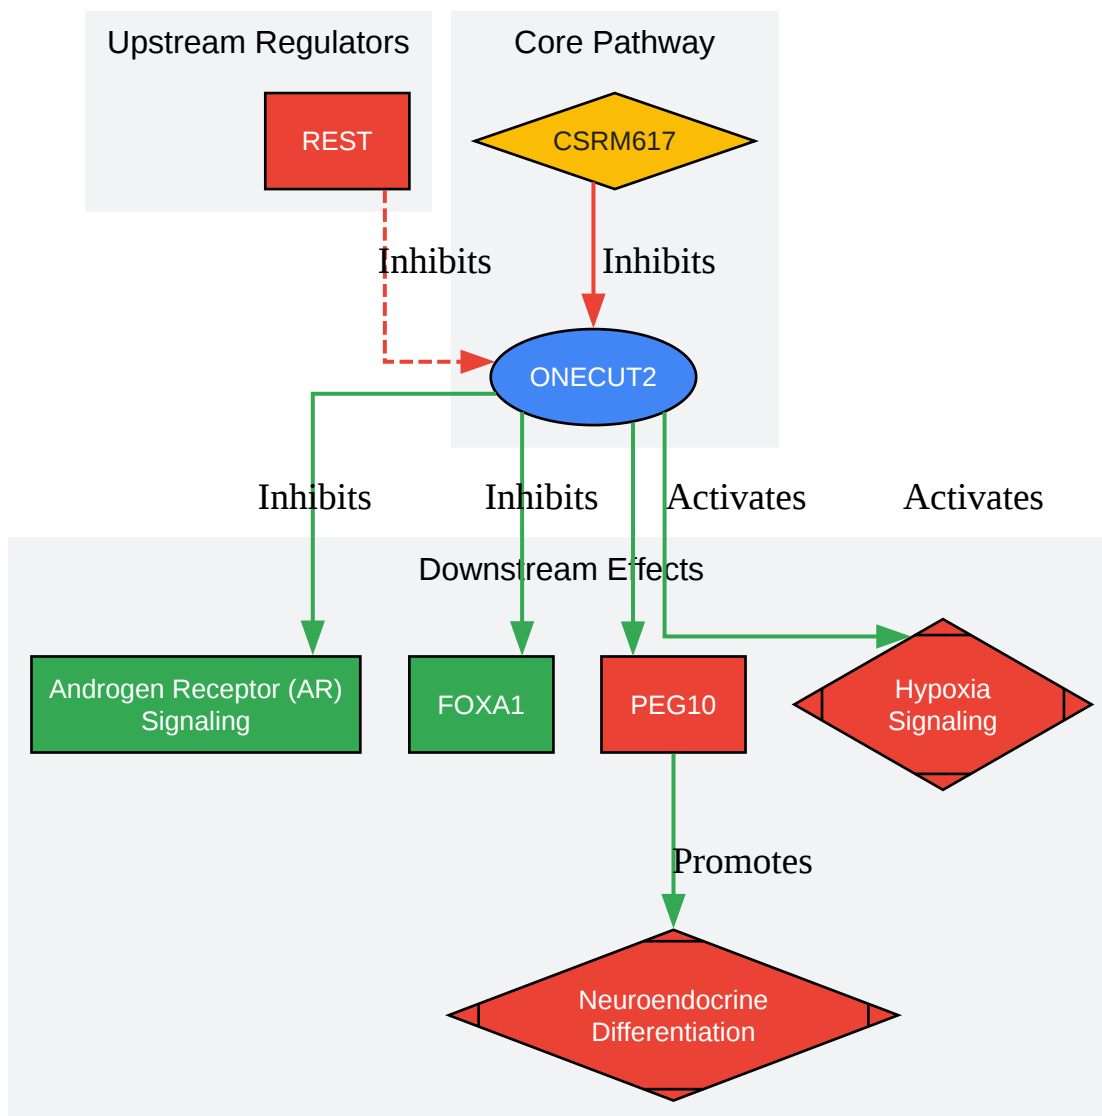 Upstream Regulators
Core Pathway
REST
CSRM617
Inhibits
Inhibits
ONECUT2
Inhibits
Inhibits
Activates
Activates
Downstream Effects
Androgen Receptor (AR)
Signaling
FOXA1
PEG10
Hypoxia
Signaling
Promotes
Neuroendocrine
Differentiation